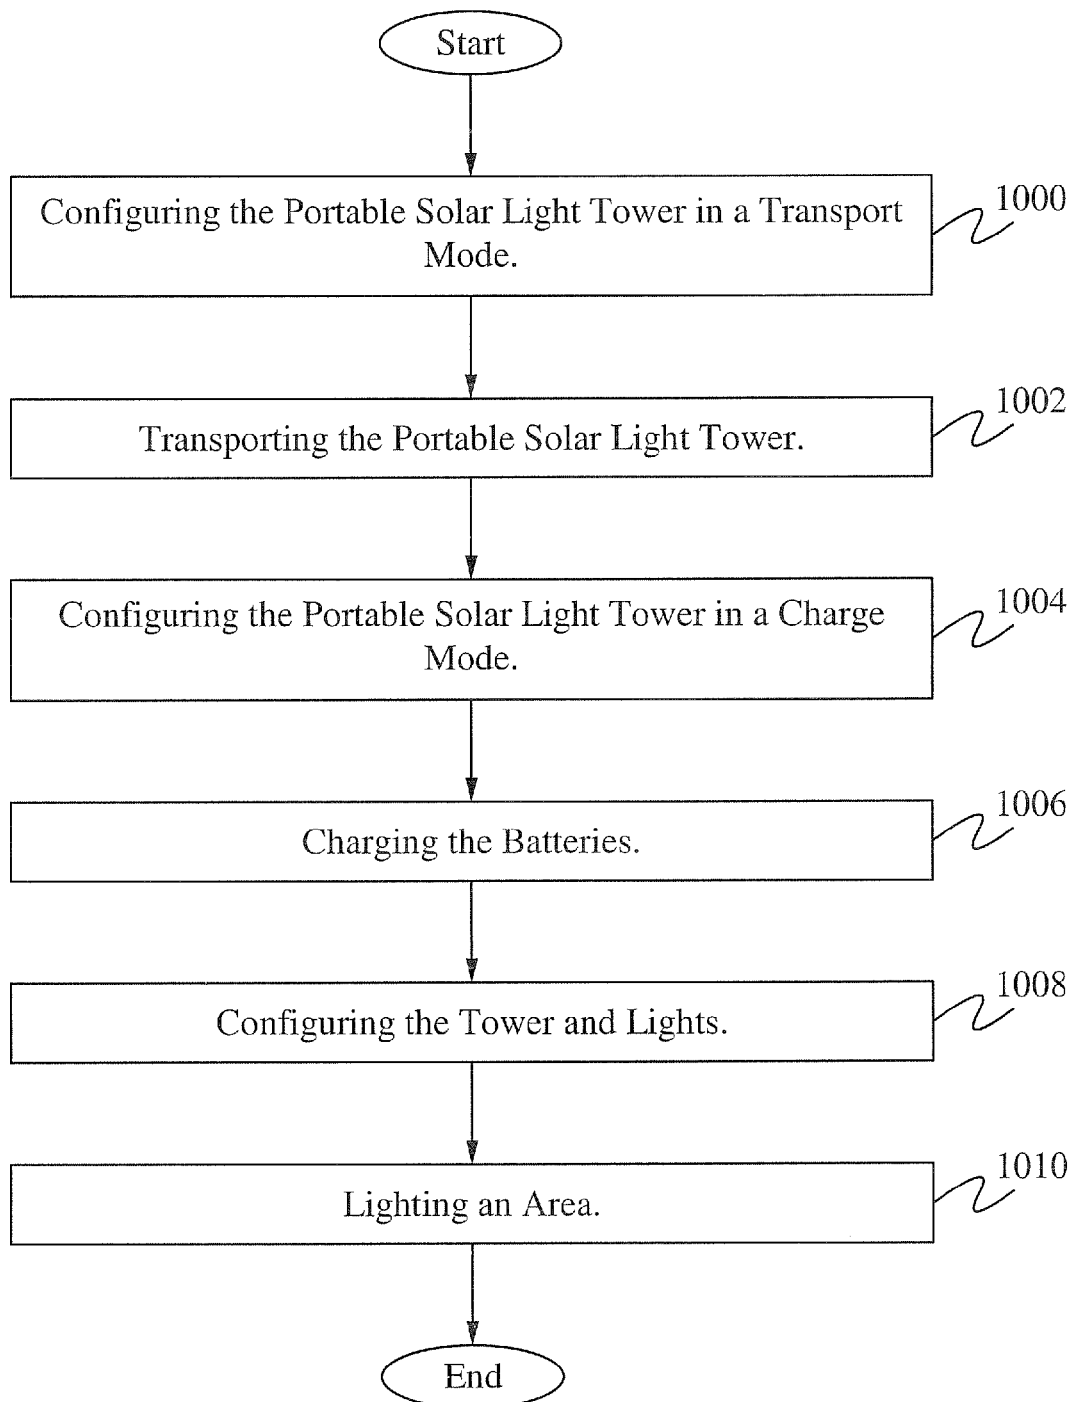 Start
Configuring the Portable Solar Light Tower in a Transport
Mode.
1000
Transporting the Portable Solar Light Tower.
1002
Configuring the Portable Solar Light Tower in a Charge
Mode.
1004
Charging the Batteries.
1006
Configuring the Tower and Lights.
1008
Lighting an Area.
1010
End